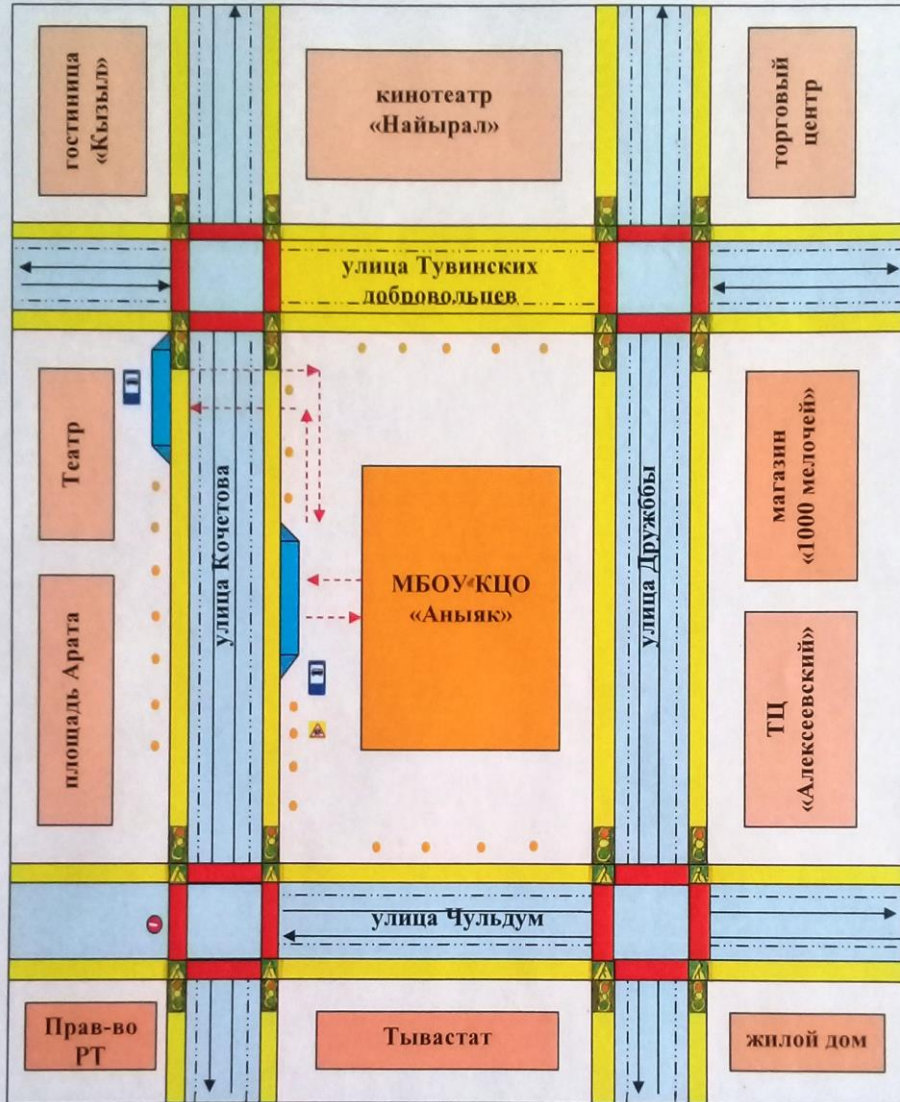 гостиница
«Кызыл»
кинотеатр
«Найырал»
торговый
центр
улица Тувинских
добровольцев
Театр
улица Кочетова
улица Дружбы
магазин
«1000 мелочей»
МБОУ КЦО
«Аныяк»
площадь Арата
ТЦ
«Алексеевский»
улица Чульдум
Прав-во
РТ
Тывастат
жилой дом